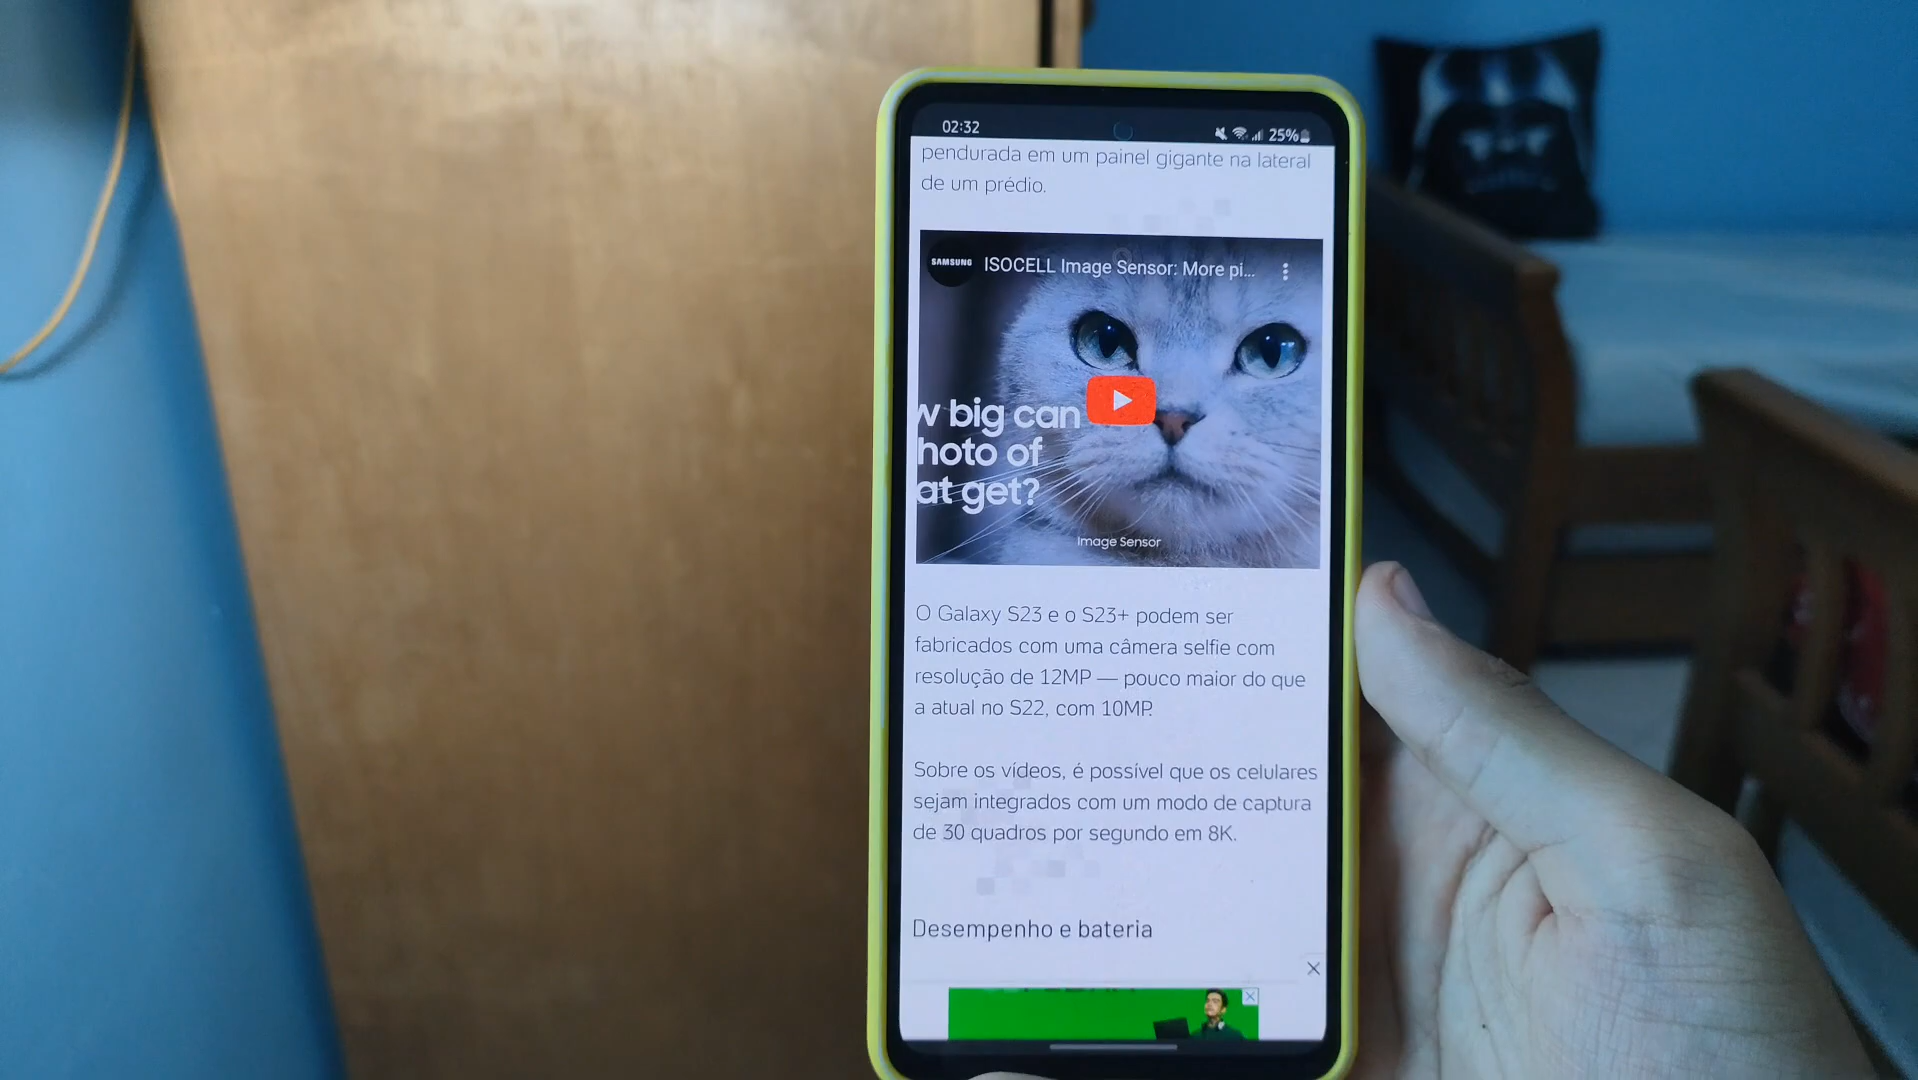 02:32
25%
pendurada em um painel gigante na lateral
de um prédio.
SAMSUNG
ISOCELL Image Sensor: More pi...
w big can
hoto of
at get?
Image Sensor
O Galaxy S23 e o S23+ podem ser
fabricados com uma câmera selfie com
resolução de 12MP — pouco maior do que
a atual no S22, com 10MP.
Sobre os vídeos, é possível que os celulares
sejam integrados com um modo de captura
de 30 quadros por segundo em 8K.
Desempenho e bateria